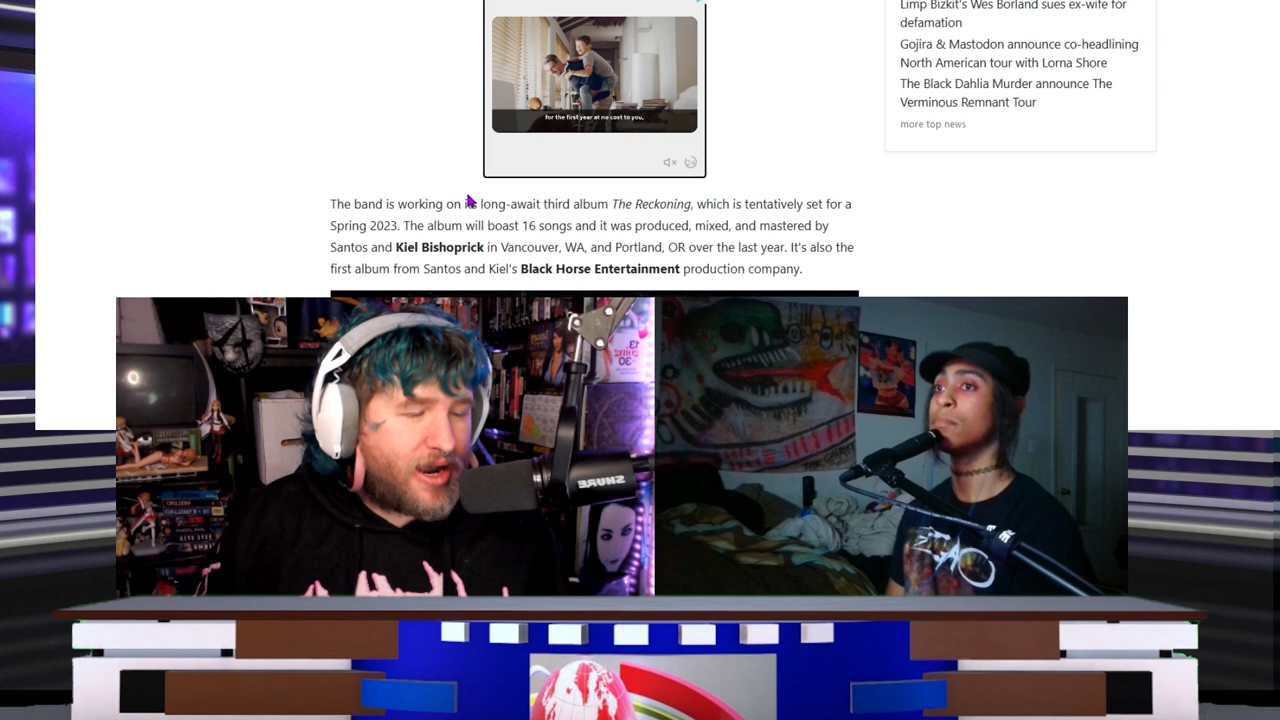 Limp Bizkit's Wes Borland sues ex-wife for
defamation
Gojira & Mastodon announce co-headlining
North American tour with Lorna Shore
The Black Dahlia Murder announce The
Verminous Remnant Tour
more top news
for the first year at no cost to you,
The band is working on its long-await third album The Reckoning, which is tentatively set for a
Spring 2023. The album will boast 16 songs and it was produced, mixed, and mastered by
Santos and Kiel Bishoprick in Vancouver, WA, and Portland, OR over the last year. It's also the
first album from Santos and Kiel's Black Horse Entertainment production company.
SHURE
ZAO